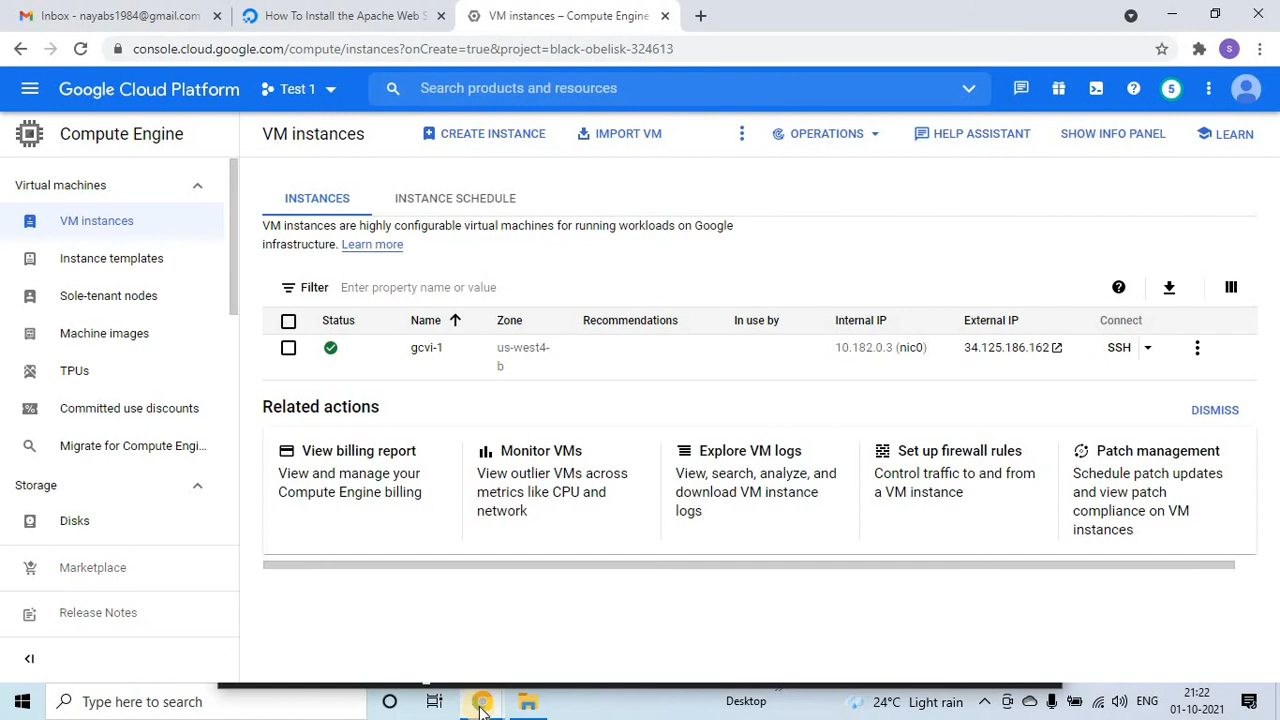 Inbox - nayabs1984@gmail.com
How To Install the Apache Web S
VM instances – Compute Engine
console.cloud.google.com/compute/instances?onCreate=true&project=black-obelisk-324613
S
Google Cloud Platform
Test 1
Search products and resources
5
Compute Engine
VM instances
CREATE INSTANCE
IMPORT VM
OPERATIONS
HELP ASSISTANT
SHOW INFO PANEL
LEARN
Virtual machines
VM instances
Instance templates
Sole-tenant nodes
Machine images
TPUs
Committed use discounts
Migrate for Compute Engi...
Storage
Disks
Marketplace
Release Notes
INSTANCES
INSTANCE SCHEDULE
VM instances are highly configurable virtual machines for running workloads on Google
infrastructure. Learn more
Filter Enter property name or value
Status Name Zone Recommendations In use by Internal IP External IP Connect
gcvi-1 us-west4- 10.182.0.3 (nic0) 34.125.186.162 SSH
b
Related actions
DISMISS
View billing report
View and manage your
Compute Engine billing
Monitor VMs
View outlier VMs across
metrics like CPU and
network
Explore VM logs
View, search, analyze, and
download VM instance
logs
Set up firewall rules
Control traffic to and from
a VM instance
Patch management
Schedule patch updates
and view patch
compliance on VM
instances
Type here to search
Desktop
24°C Light rain
ENG
21:22
01-10-2021